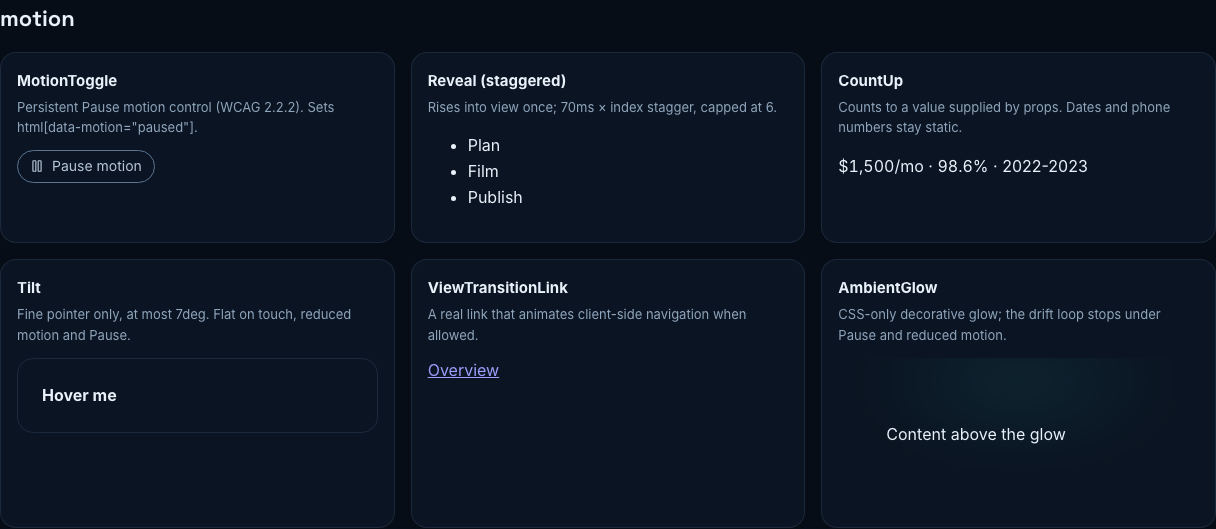 motion
MotionToggle
Persistent Pause motion control (WCAG 2.2.2). Sets
html[data-motion="paused"].
Pause motion
Reveal (staggered)
Rises into view once; 70ms × index stagger, capped at 6.
• Plan
• Film
• Publish
CountUp
Counts to a value supplied by props. Dates and phone
numbers stay static.
$1,500/mo · 98.6% · 2022-2023
Tilt
Fine pointer only, at most 7deg. Flat on touch, reduced
motion and Pause.
Hover me
ViewTransitionLink
A real link that animates client-side navigation when
allowed.
Overview
AmbientGlow
CSS-only decorative glow; the drift loop stops under
Pause and reduced motion.
Content above the glow